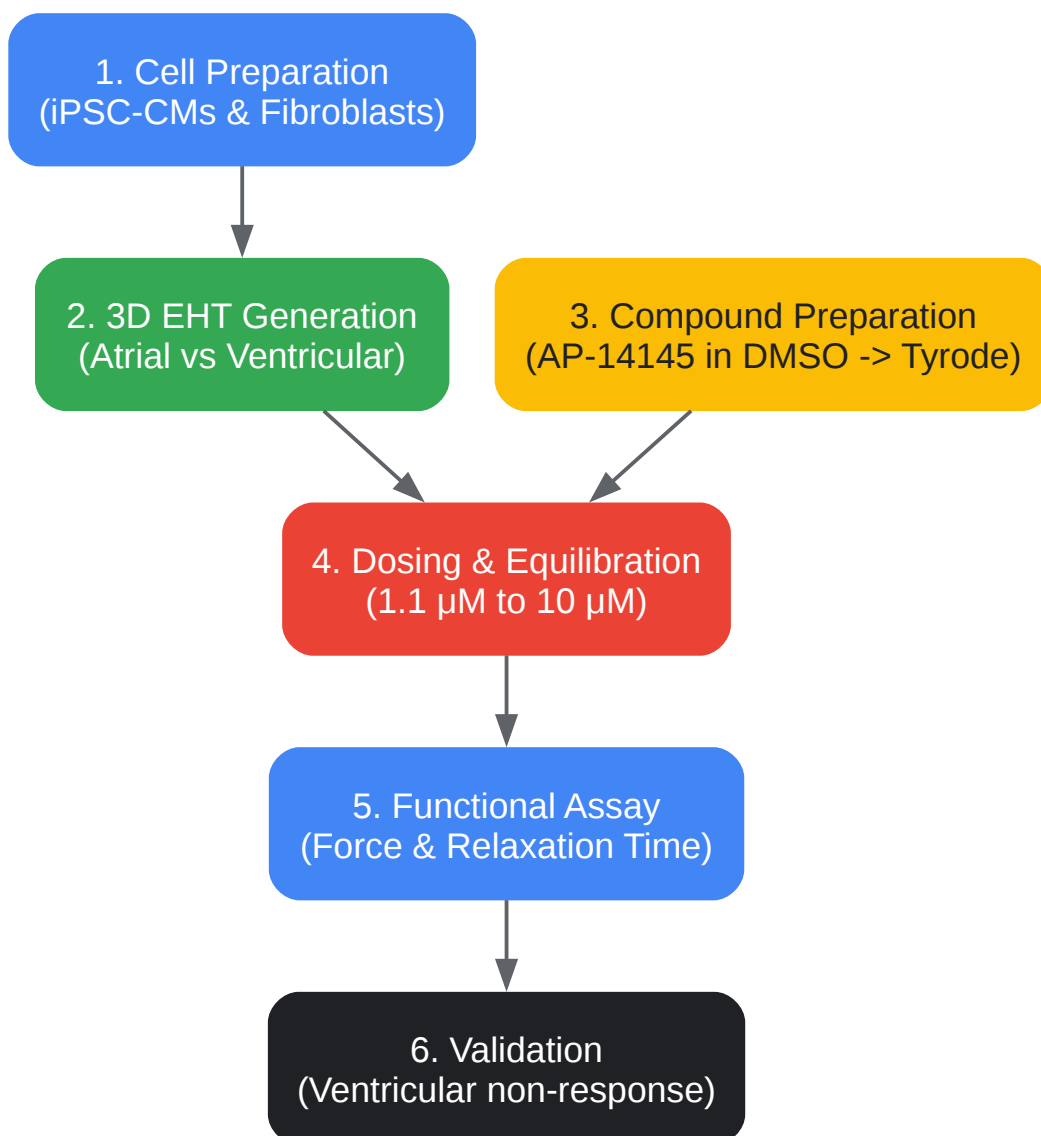 1. Cell Preparation
(iPSC-CMs & Fibroblasts)
2. 3D EHT Generation
(Atrial vs Ventricular)
3. Compound Preparation
(AP-14145 in DMSO -> Tyrode)
4. Dosing & Equilibration
(1.1 μM to 10 μM)
5. Functional Assay
(Force & Relaxation Time)
6. Validation
(Ventricular non-response)